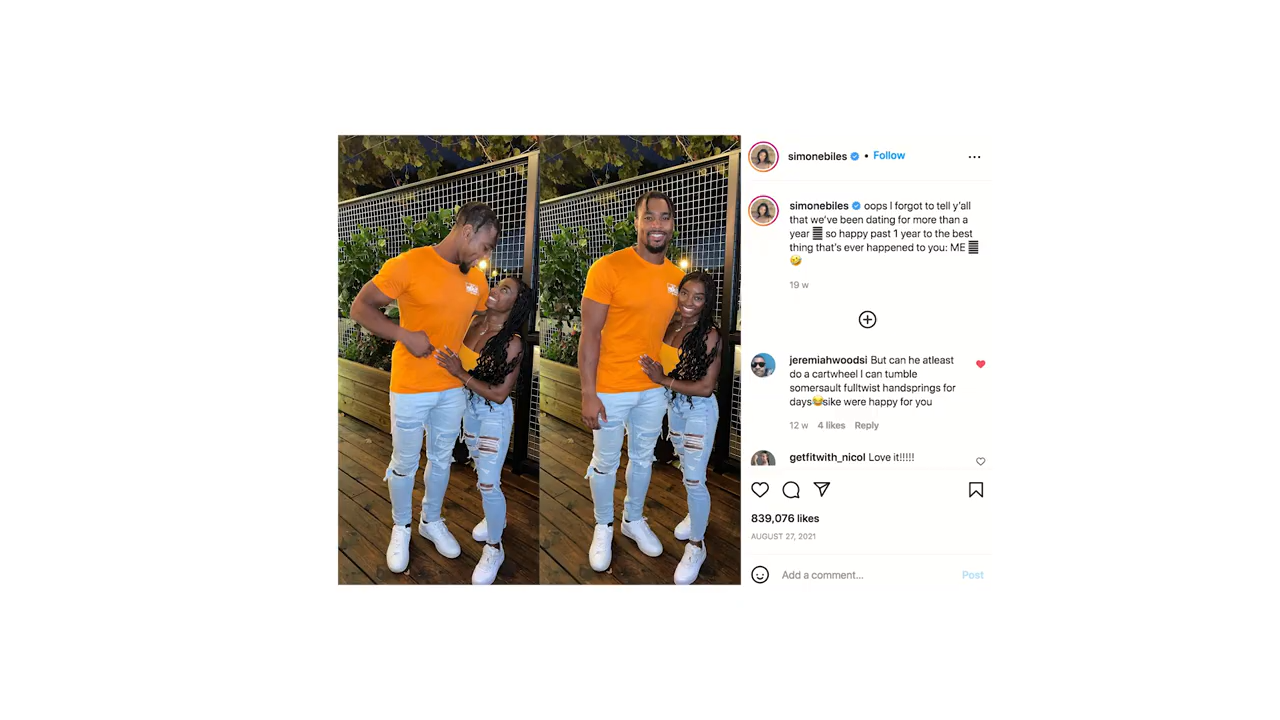 simonebiles • Follow
simonebiles oops I forgot to tell y'all
that we've been dating for more than a
year so happy past 1 year to the best
thing that's ever happened to you: ME
🤣
19 w
jeremiahwoodsi But can he atleast
do a cartwheel I can tumble
somersault fulltwist handsprings for
days😂sike were happy for you
12 w 4 likes Reply
getfitwith_nicol Love it!!!!!
839,076 likes
AUGUST 27, 2021
Add a comment... Post